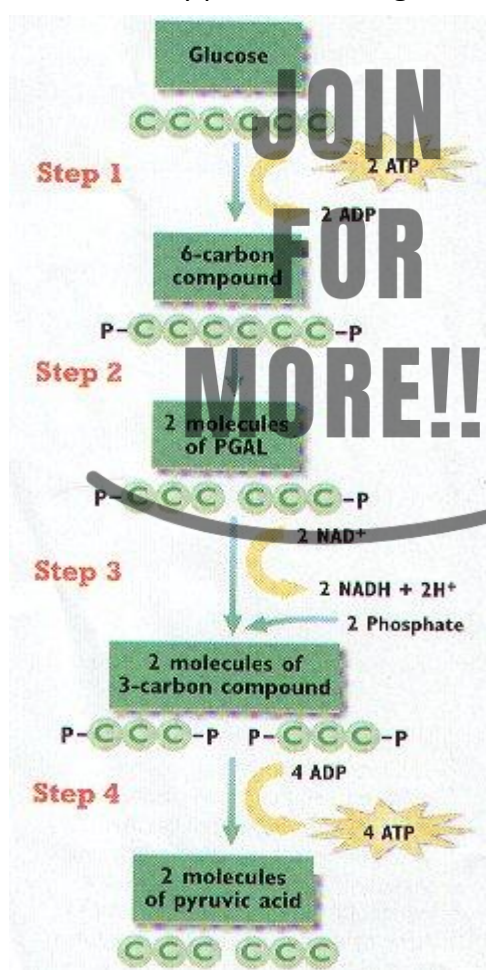 Glucose
CCCCCC
JOIN
Step 1
2 ATP
2 ADP
FOR
6-carbon
compound
P-CCCCCC-P
MORE!!
Step 2
2 molecules
of PGAL
P-CCC CCC-P
2 NAD+
Step 3
2 NADH + 2H+
2 Phosphate
2 molecules of
3-carbon compound
P-CCC-P P-CCC-P
4 ADP
Step 4
4 ATP
2 molecules
of pyruvic acid
CCC CCC